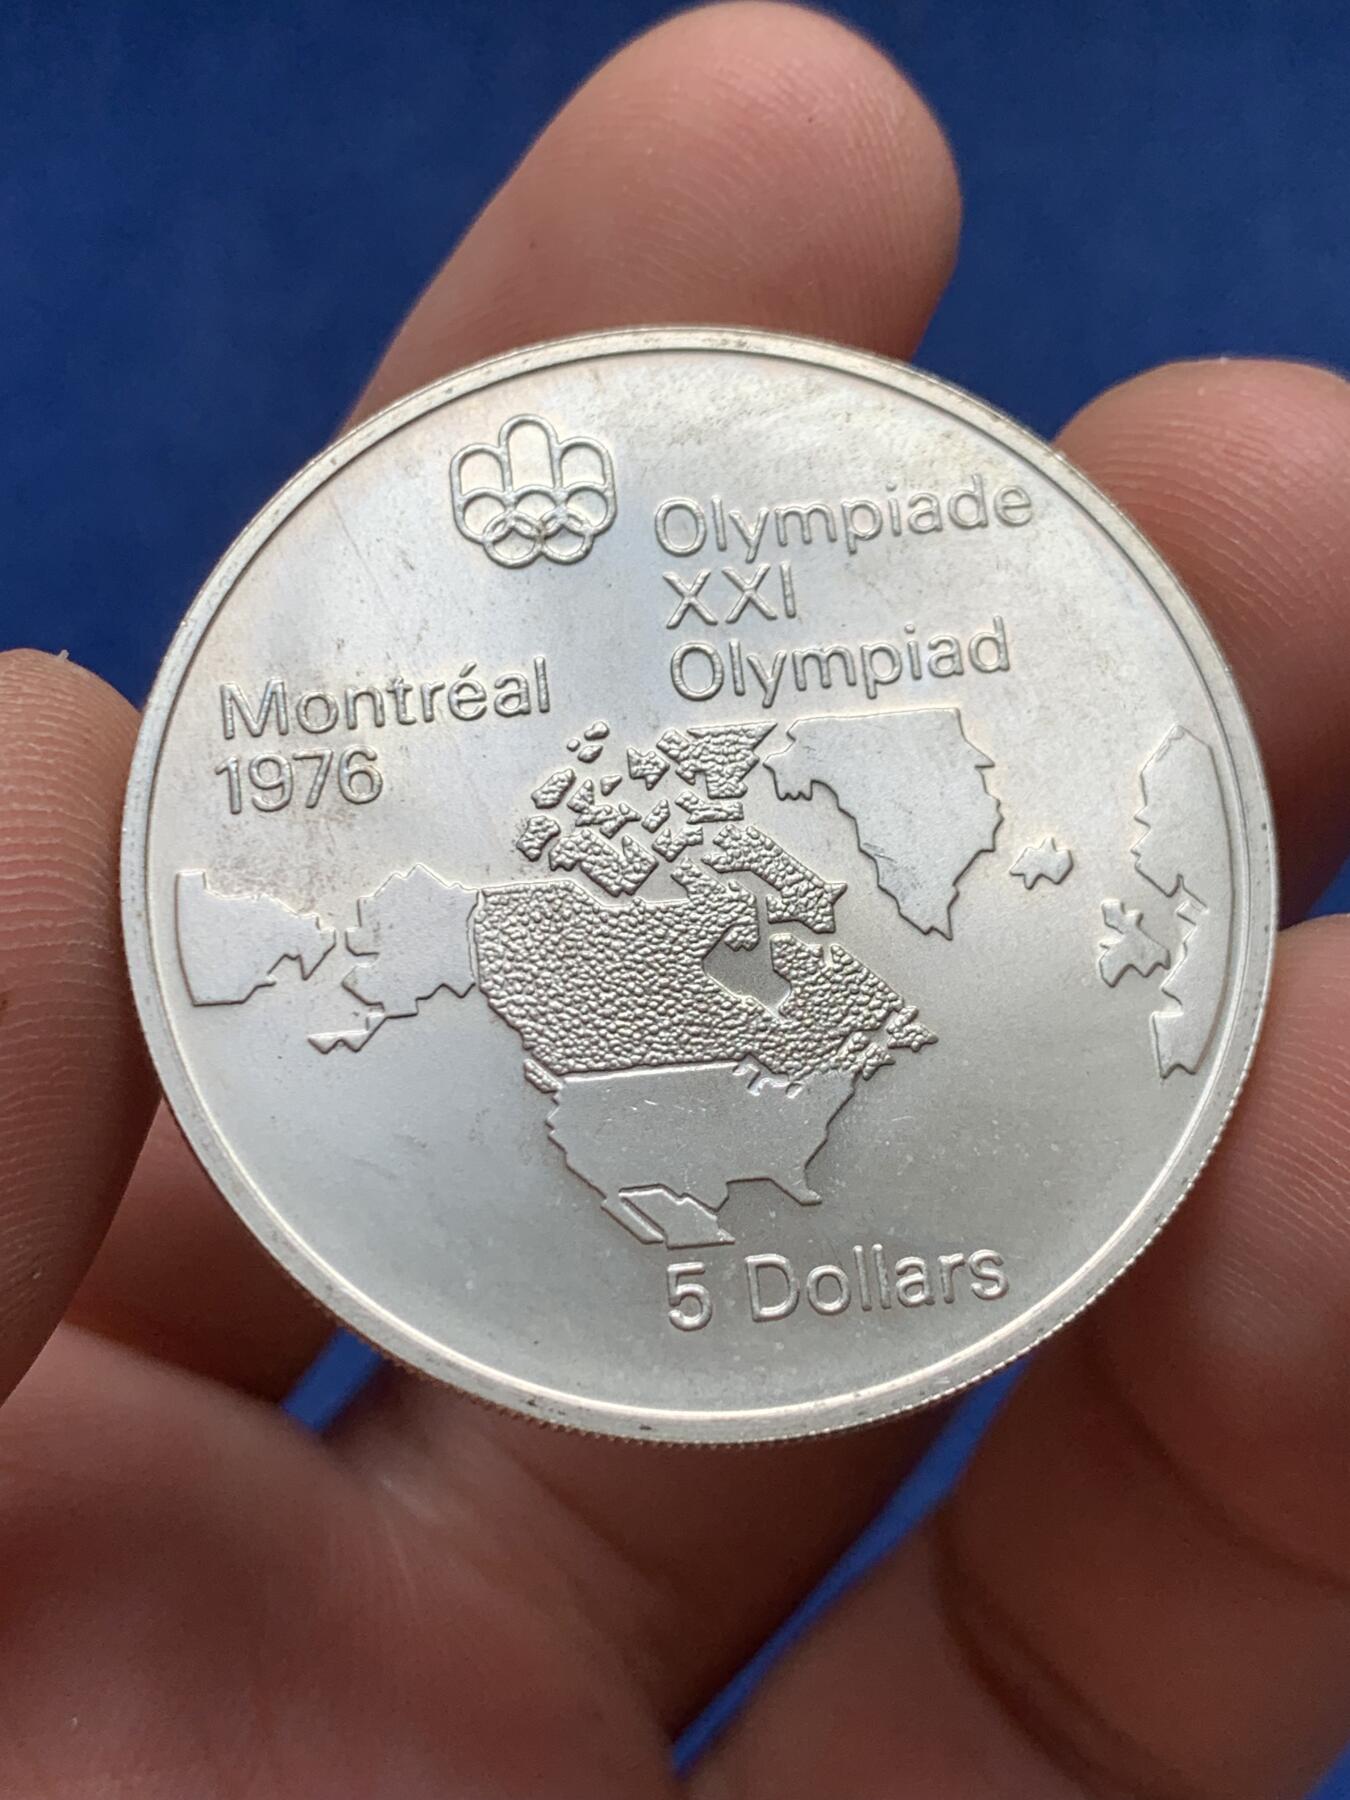 Olympiade
XXI
Olympiad
Montréal
1976
5 Dollars